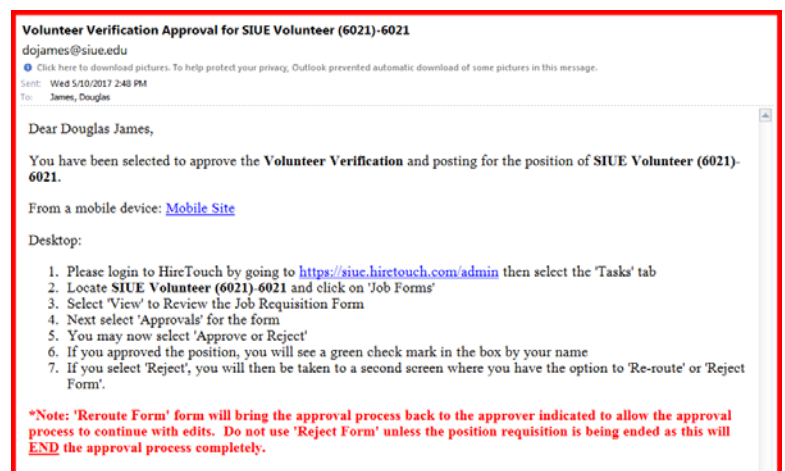 Volunteer Verification Approval for SIUE Volunteer (6021)-6021
dojames@siue.edu
Click here to download pictures. To help protect your privacy, Outlook prevented automatic download of some pictures in this message.
Sent: Wed 5/10/2017 2:48 PM
To: James, Douglas
Dear Douglas James,
You have been selected to approve the Volunteer Verification and posting for the position of SIUE Volunteer (6021)-
6021.
From a mobile device: Mobile Site
Desktop:
1. Please login to HireTouch by going to https://siue.hiretouch.com/admin then select the 'Tasks' tab
2. Locate SIUE Volunteer (6021)-6021 and click on 'Job Forms'
3. Select 'View' to Review the Job Requisition Form
4. Next select 'Approvals' for the form
5. You may now select 'Approve or Reject'
6. If you approved the position, you will see a green check mark in the box by your name
7. If you select 'Reject', you will then be taken to a second screen where you have the option to 'Re-route' or 'Reject
Form'.
*Note: 'Reroute Form' form will bring the approval process back to the approver indicated to allow the approval
process to continue with edits. Do not use 'Reject Form' unless the position requisition is being ended as this will
END the approval process completely.